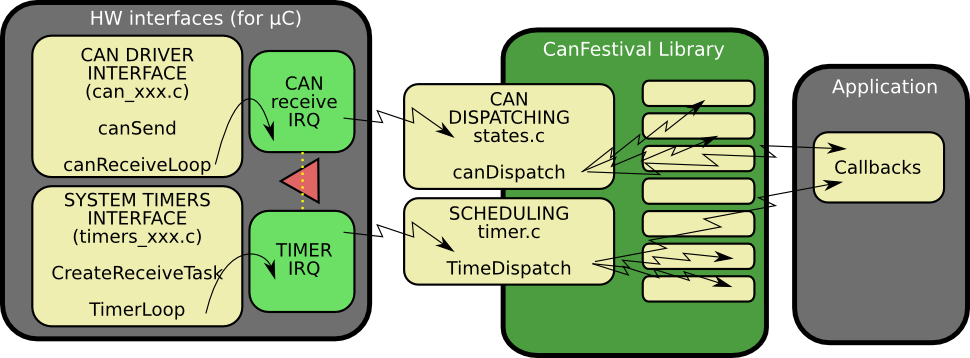 HW interfaces (for µC)
CAN DRIVER
INTERFACE
(can_xxx.c)
canSend
canReceiveLoop
CAN
receive
IRQ
SYSTEM TIMERS
INTERFACE
(timers_xxx.c)
CreateReceiveTask
TimerLoop
TIMER
IRQ
CanFestival Library
CAN
DISPATCHING
states.c
canDispatch
SCHEDULING
timer.c
TimeDispatch
Application
Callbacks